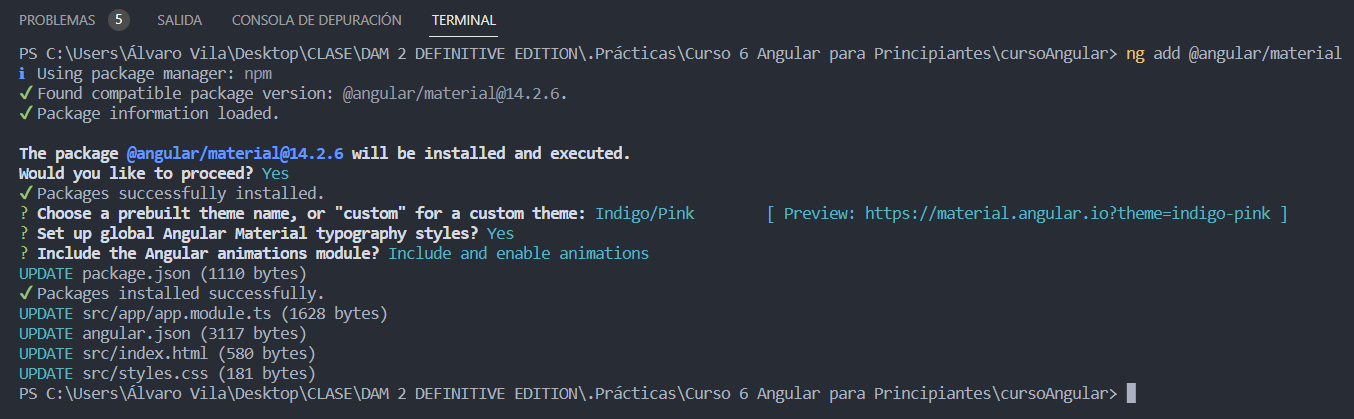 PROBLEMAS 5 SALIDA CONSOLA DE DEPURACIÓN TERMINAL
PS C:\Users\Álvaro Vila\Desktop\CLASE\DAM 2 DEFINITIVE EDITION\.Prácticas\Curso 6 Angular para Principiantes\cursoAngular> ng add @angular/material
i Using package manager: npm
✓ Found compatible package version: @angular/material@14.2.6.
✓ Package information loaded.
The package @angular/material@14.2.6 will be installed and executed.
Would you like to proceed? Yes
✓ Packages successfully installed.
? Choose a prebuilt theme name, or "custom" for a custom theme: Indigo/Pink [ Preview: https://material.angular.io?theme=indigo-pink ]
? Set up global Angular Material typography styles? Yes
? Include the Angular animations module? Include and enable animations
UPDATE package.json (1110 bytes)
✓ Packages installed successfully.
UPDATE src/app/app.module.ts (1628 bytes)
UPDATE angular.json (3117 bytes)
UPDATE src/index.html (580 bytes)
UPDATE src/styles.css (181 bytes)
PS C:\Users\Álvaro Vila\Desktop\CLASE\DAM 2 DEFINITIVE EDITION\.Prácticas\Curso 6 Angular para Principiantes\cursoAngular>